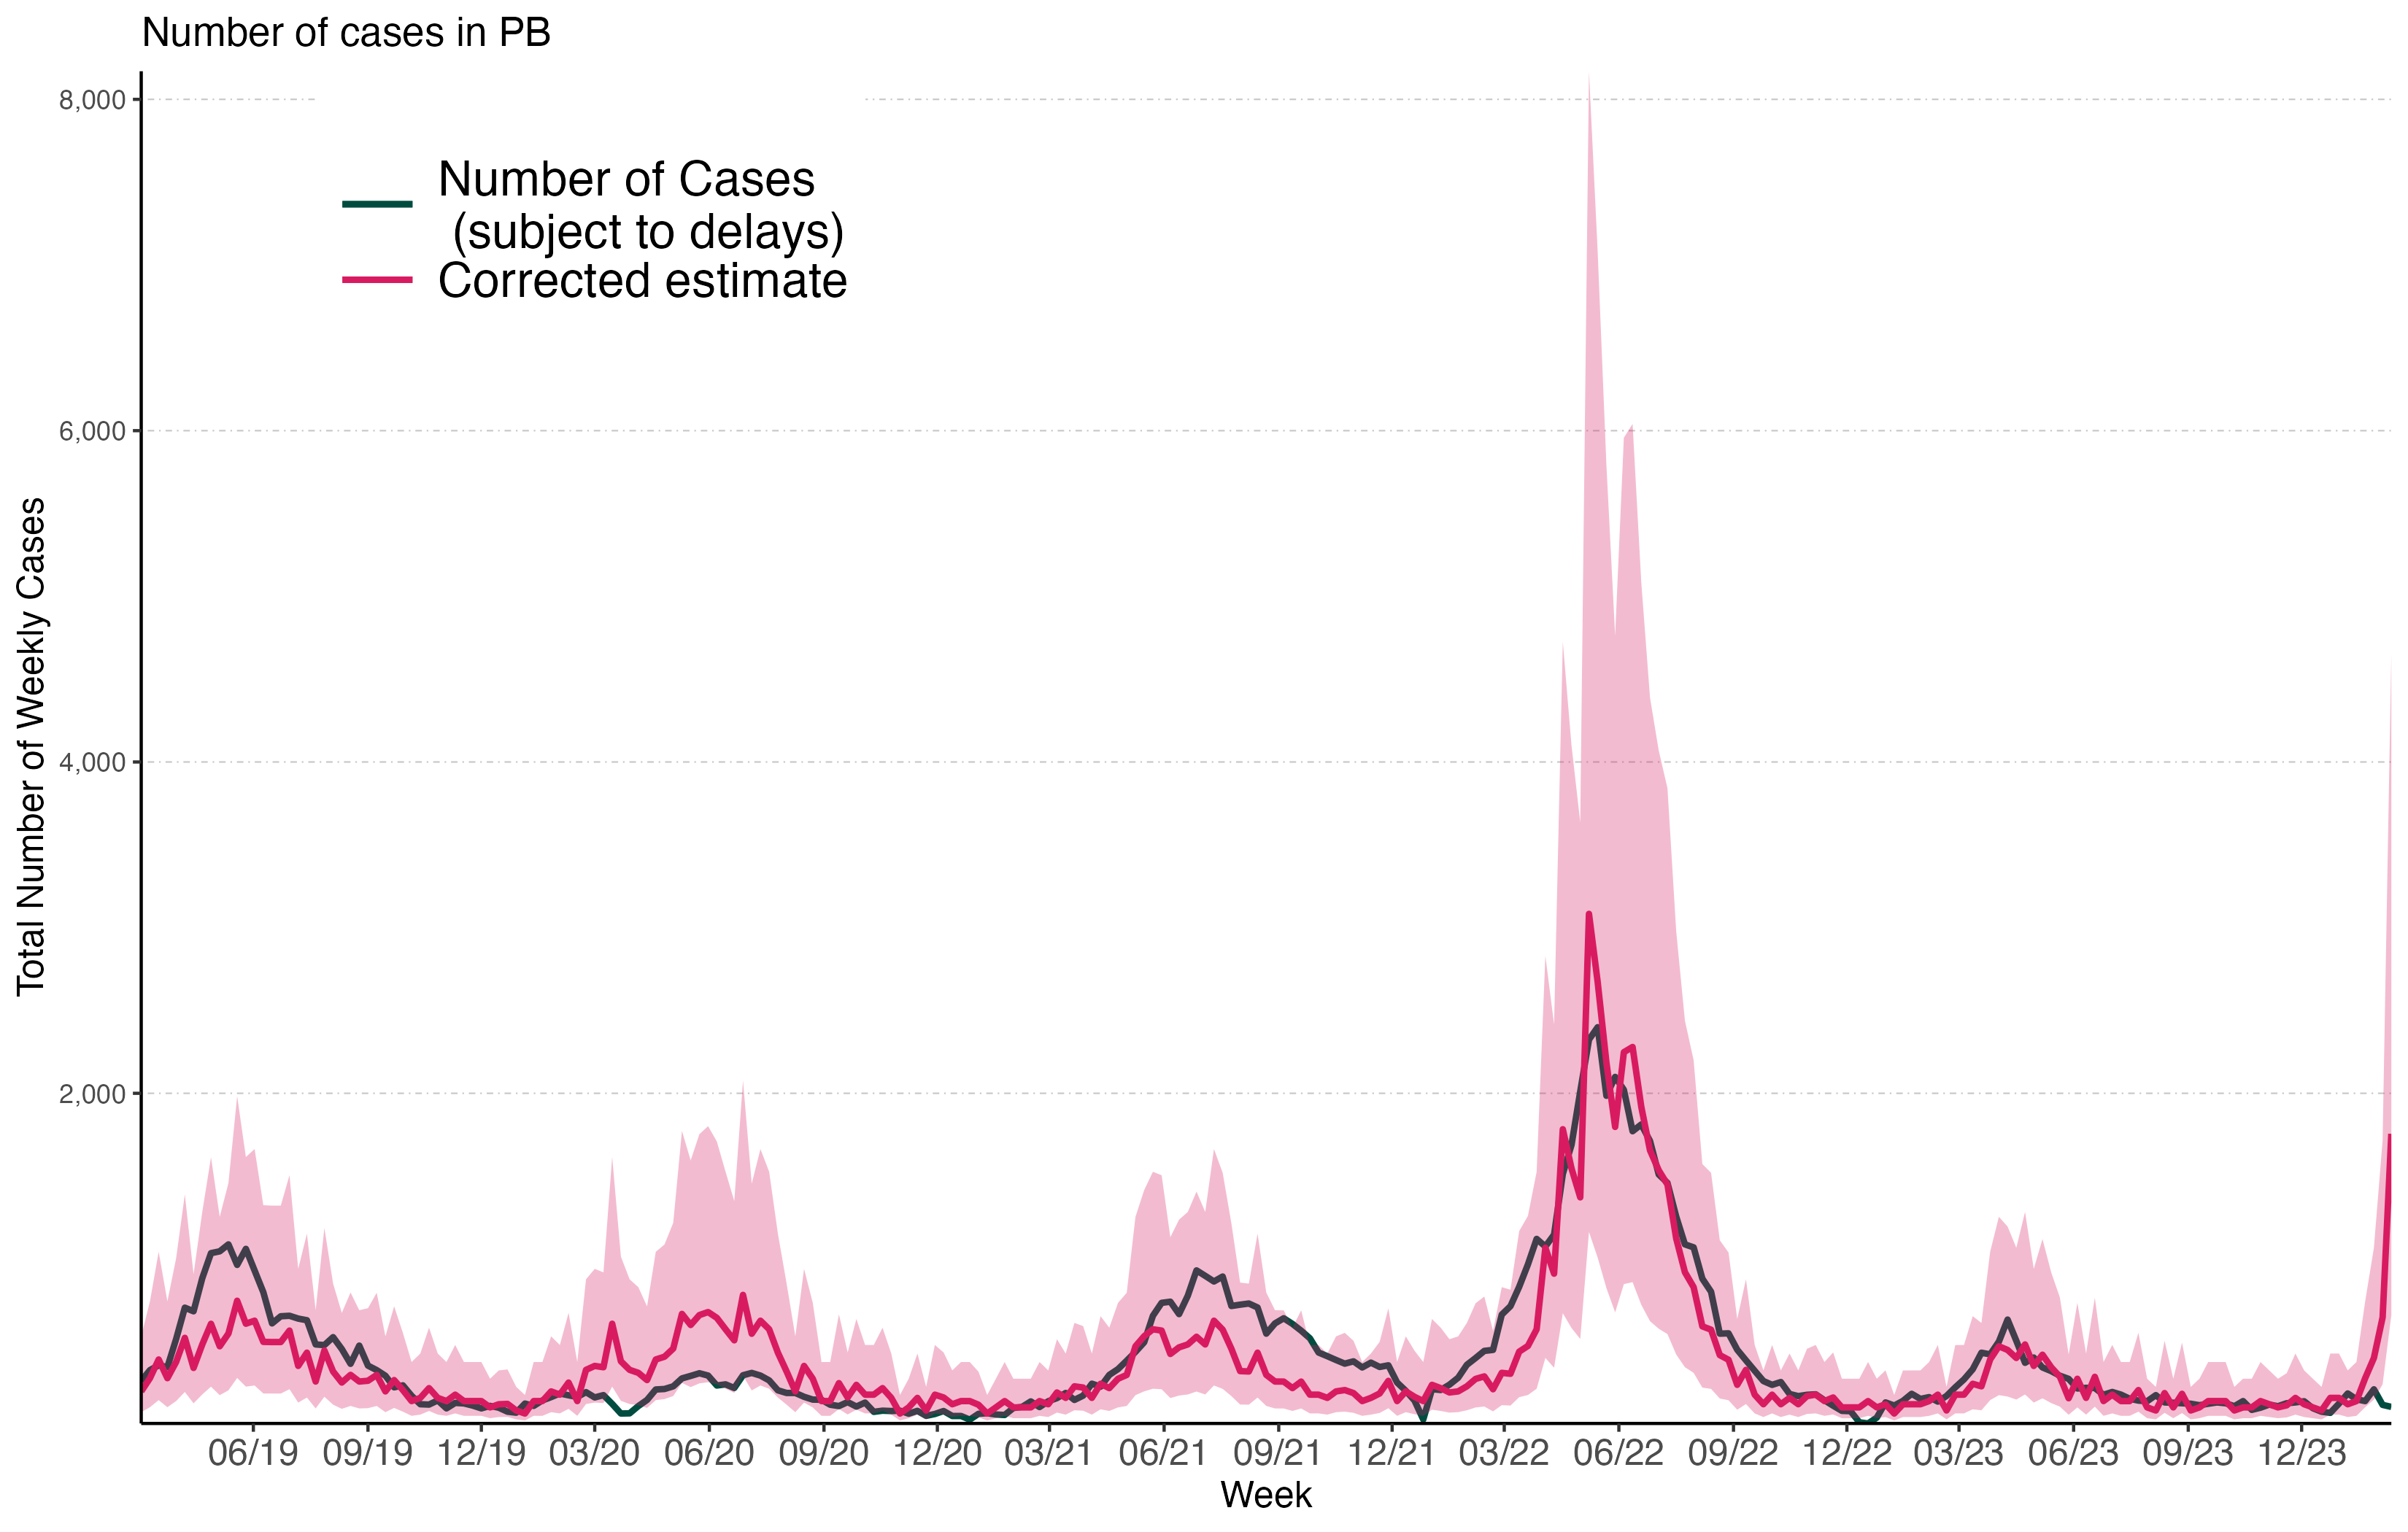 Number of cases in PB
8,000
6,000
4,000
2,000
Total Number of Weekly Cases
Number of Cases
(subject to delays)
Corrected estimate
06/19 09/19 12/19 03/20 06/20 09/20 12/20 03/21 06/21 09/21 12/21 03/22 06/22 09/22 12/22 03/23 06/23 09/23 12/23
Week